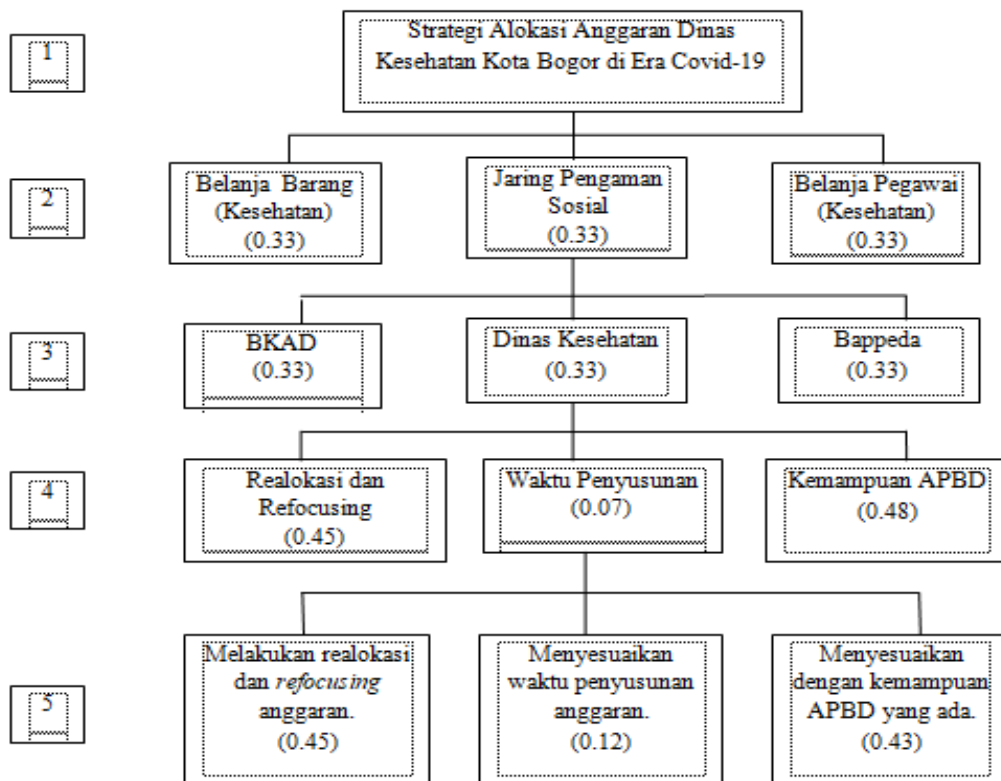 1
Strategi Alokasi Anggaran Dinas
Kesehatan Kota Bogor di Era Covid-19
2
Belanja Barang
(Kesehatan)
(0.33)
Jaring Pengaman
Sosial
(0.33)
Belanja Pegawai
(Kesehatan)
(0.33)
3
BKAD
(0.33)
Dinas Kesehatan
(0.33)
Bappeda
(0.33)
4
Realokasi dan
Refocusing
(0.45)
Waktu Penyusunan
(0.07)
Kemampuan APBD
(0.48)
5
Melakukan realokasi
dan refocusing
anggaran.
(0.45)
Menyesuaikan
waktu penyusunan
anggaran.
(0.12)
Menyesuaikan
dengan kemampuan
APBD yang ada.
(0.43)